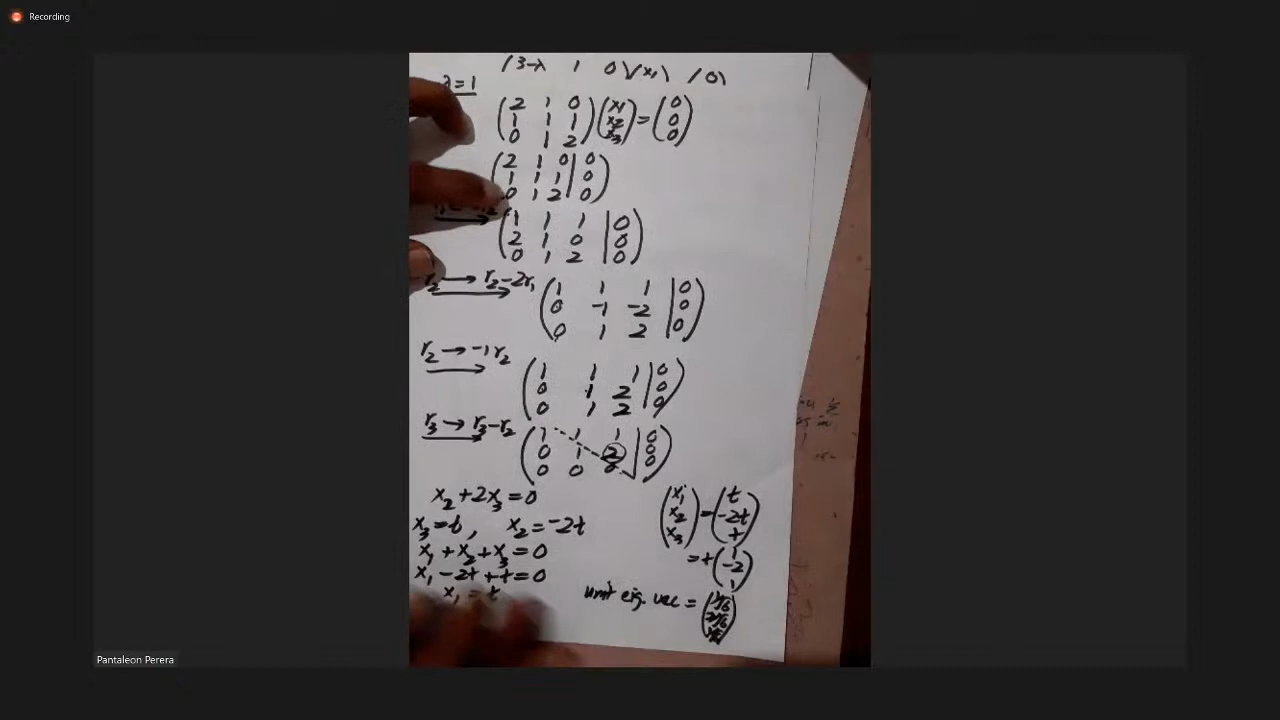 Recording
(3-λ 1 0)(x₁) (0)
λ=1
(2 1 0)(x₁) (0)
(1 1 1)(x₂)=(0)
(0 1 2)(x₃) (0)
(2 1 0|0)
(1 1 1|0)
(0 1 2|0)
(1 1 1|0)
(2 1 0|0)
(0 1 2|0)
r₂ → r₂-2r₁
(1 1 1|0)
(0 -1 -2|0)
(0 1 2|0)
r₂ → -1r₂
(1 1 1|0)
(0 1 2|0)
(0 1 2|0)
r₃ → r₃-r₂
(1 1 1|0)
(0 1 2|0)
(0 0 0|0)
x₂+2x₃=0
x₃=t, x₂=-2t
x₁+x₂+x₃=0
x₁-2t+t=0
x₁=t
(x₁) (t)
(x₂)=(-2t)
(x₃) (t)
=t(1)
(-2)
(1)
unit eig. vec =
Pantaleon Perera